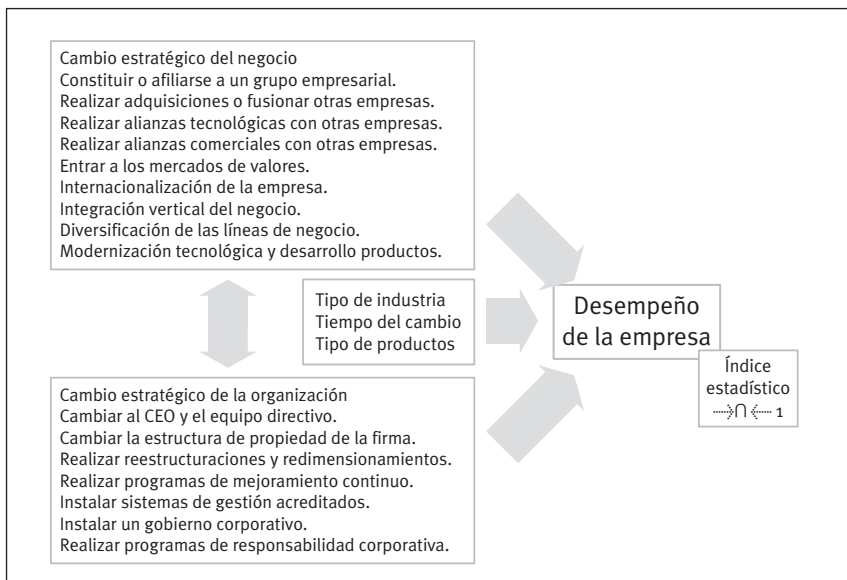 Cambio estratégico del negocio
Constituir o afiliarse a un grupo empresarial.
Realizar adquisiciones o fusionar otras empresas.
Realizar alianzas tecnológicas con otras empresas.
Realizar alianzas comerciales con otras empresas.
Entrar a los mercados de valores.
Internacionalización de la empresa.
Integración vertical del negocio.
Diversificación de las líneas de negocio.
Modernización tecnológica y desarrollo productos.
Tipo de industria
Tiempo del cambio
Tipo de productos
Desempeño
de la empresa
Índice
estadístico
⇢∩⇠ 1
Cambio estratégico de la organización
Cambiar al CEO y el equipo directivo.
Cambiar la estructura de propiedad de la firma.
Realizar reestructuraciones y redimensionamientos.
Realizar programas de mejoramiento continuo.
Instalar sistemas de gestión acreditados.
Instalar un gobierno corporativo.
Realizar programas de responsabilidad corporativa.